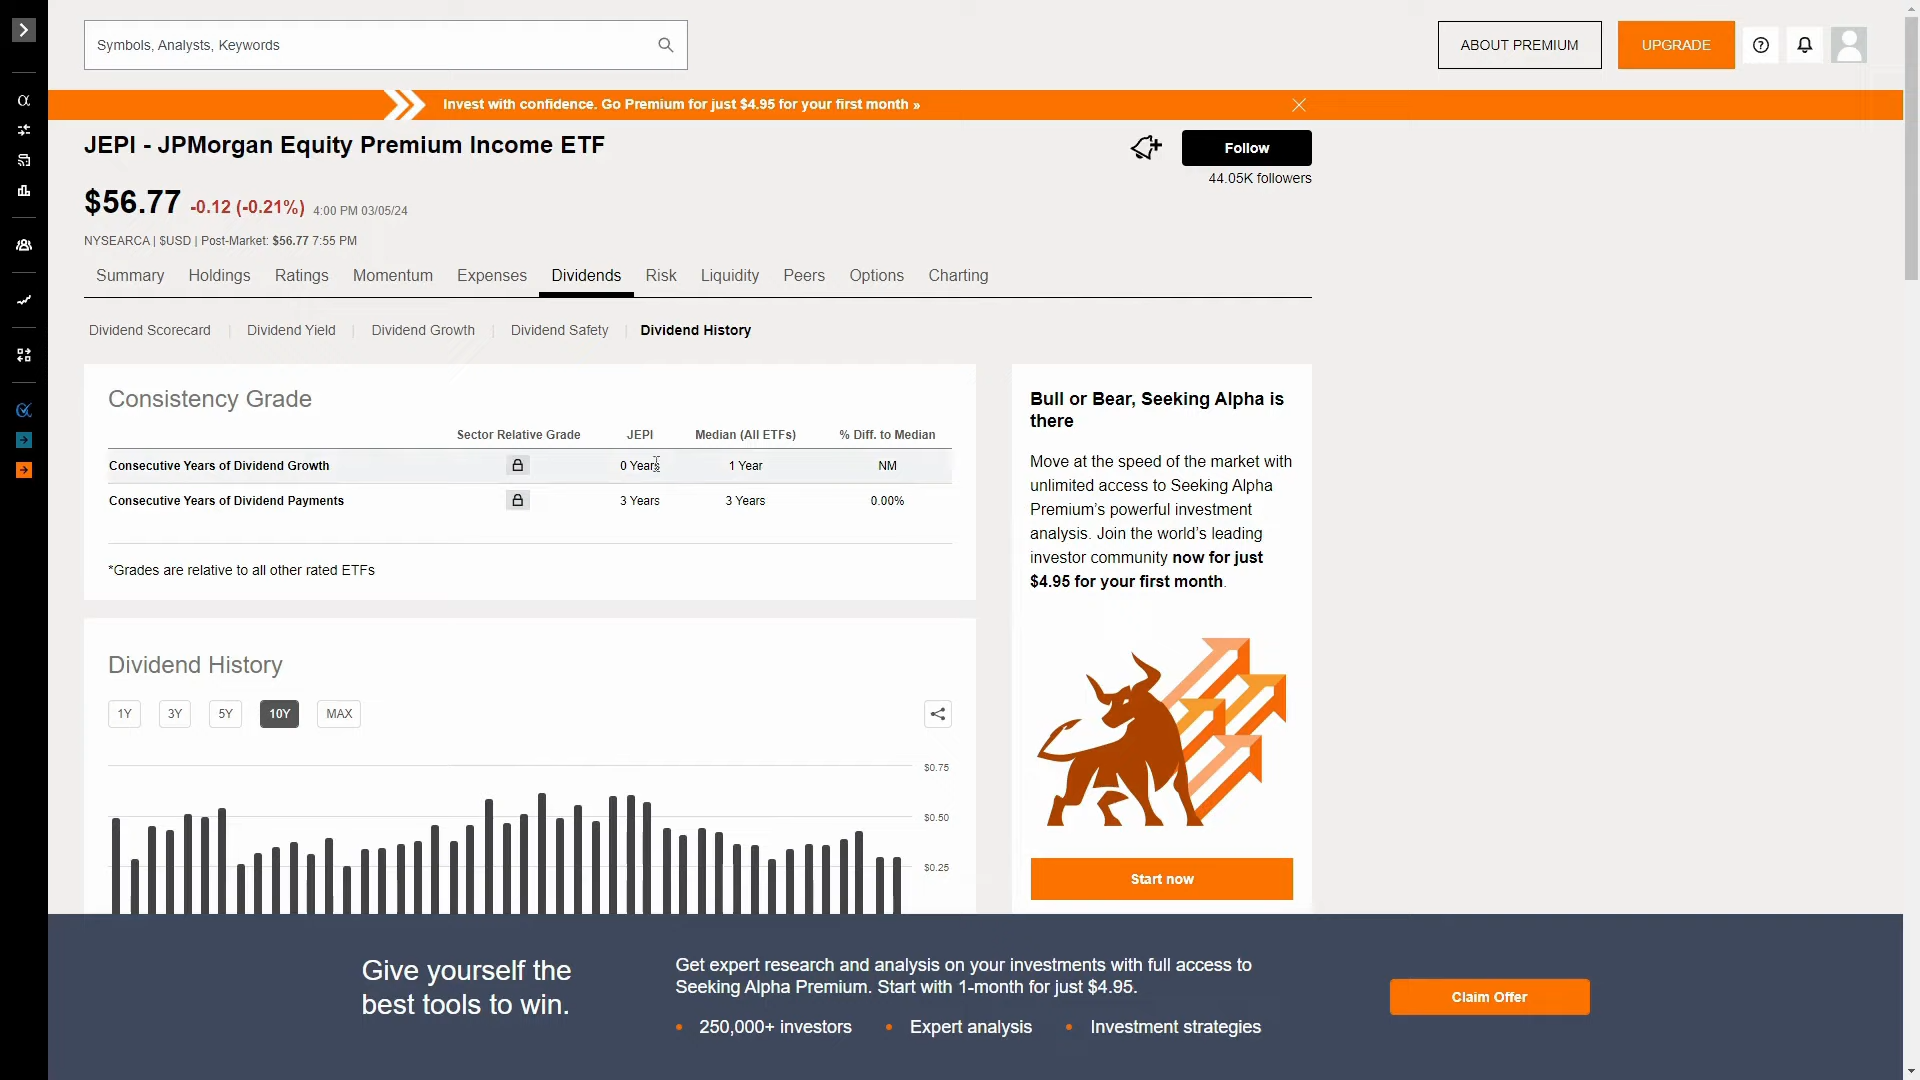 Symbols, Analysts, Keywords
ABOUT PREMIUM
UPGRADE
Invest with confidence. Go Premium for just $4.95 for your first month »
JEPI - JPMorgan Equity Premium Income ETF
Follow
44.05K followers
$56.77 -0.12 (-0.21%) 4:00 PM 03/05/24
NYSEARCA | $USD | Post-Market: $56.77 7:55 PM
Summary Holdings Ratings Momentum Expenses Dividends Risk Liquidity Peers Options Charting
Dividend Scorecard | Dividend Yield | Dividend Growth | Dividend Safety | Dividend History
Consistency Grade
Sector Relative Grade JEPI Median (All ETFs) % Diff. to Median
Consecutive Years of Dividend Growth 0 Years 1 Year NM
Consecutive Years of Dividend Payments 3 Years 3 Years 0.00%
*Grades are relative to all other rated ETFs
Bull or Bear, Seeking Alpha is
there
Move at the speed of the market with
unlimited access to Seeking Alpha
Premium's powerful investment
analysis. Join the world's leading
investor community now for just
$4.95 for your first month.
Start now
Dividend History
1Y 3Y 5Y 10Y MAX
$0.75
$0.50
$0.25
Give yourself the
best tools to win.
Get expert research and analysis on your investments with full access to
Seeking Alpha Premium. Start with 1-month for just $4.95.
• 250,000+ investors • Expert analysis • Investment strategies
Claim Offer